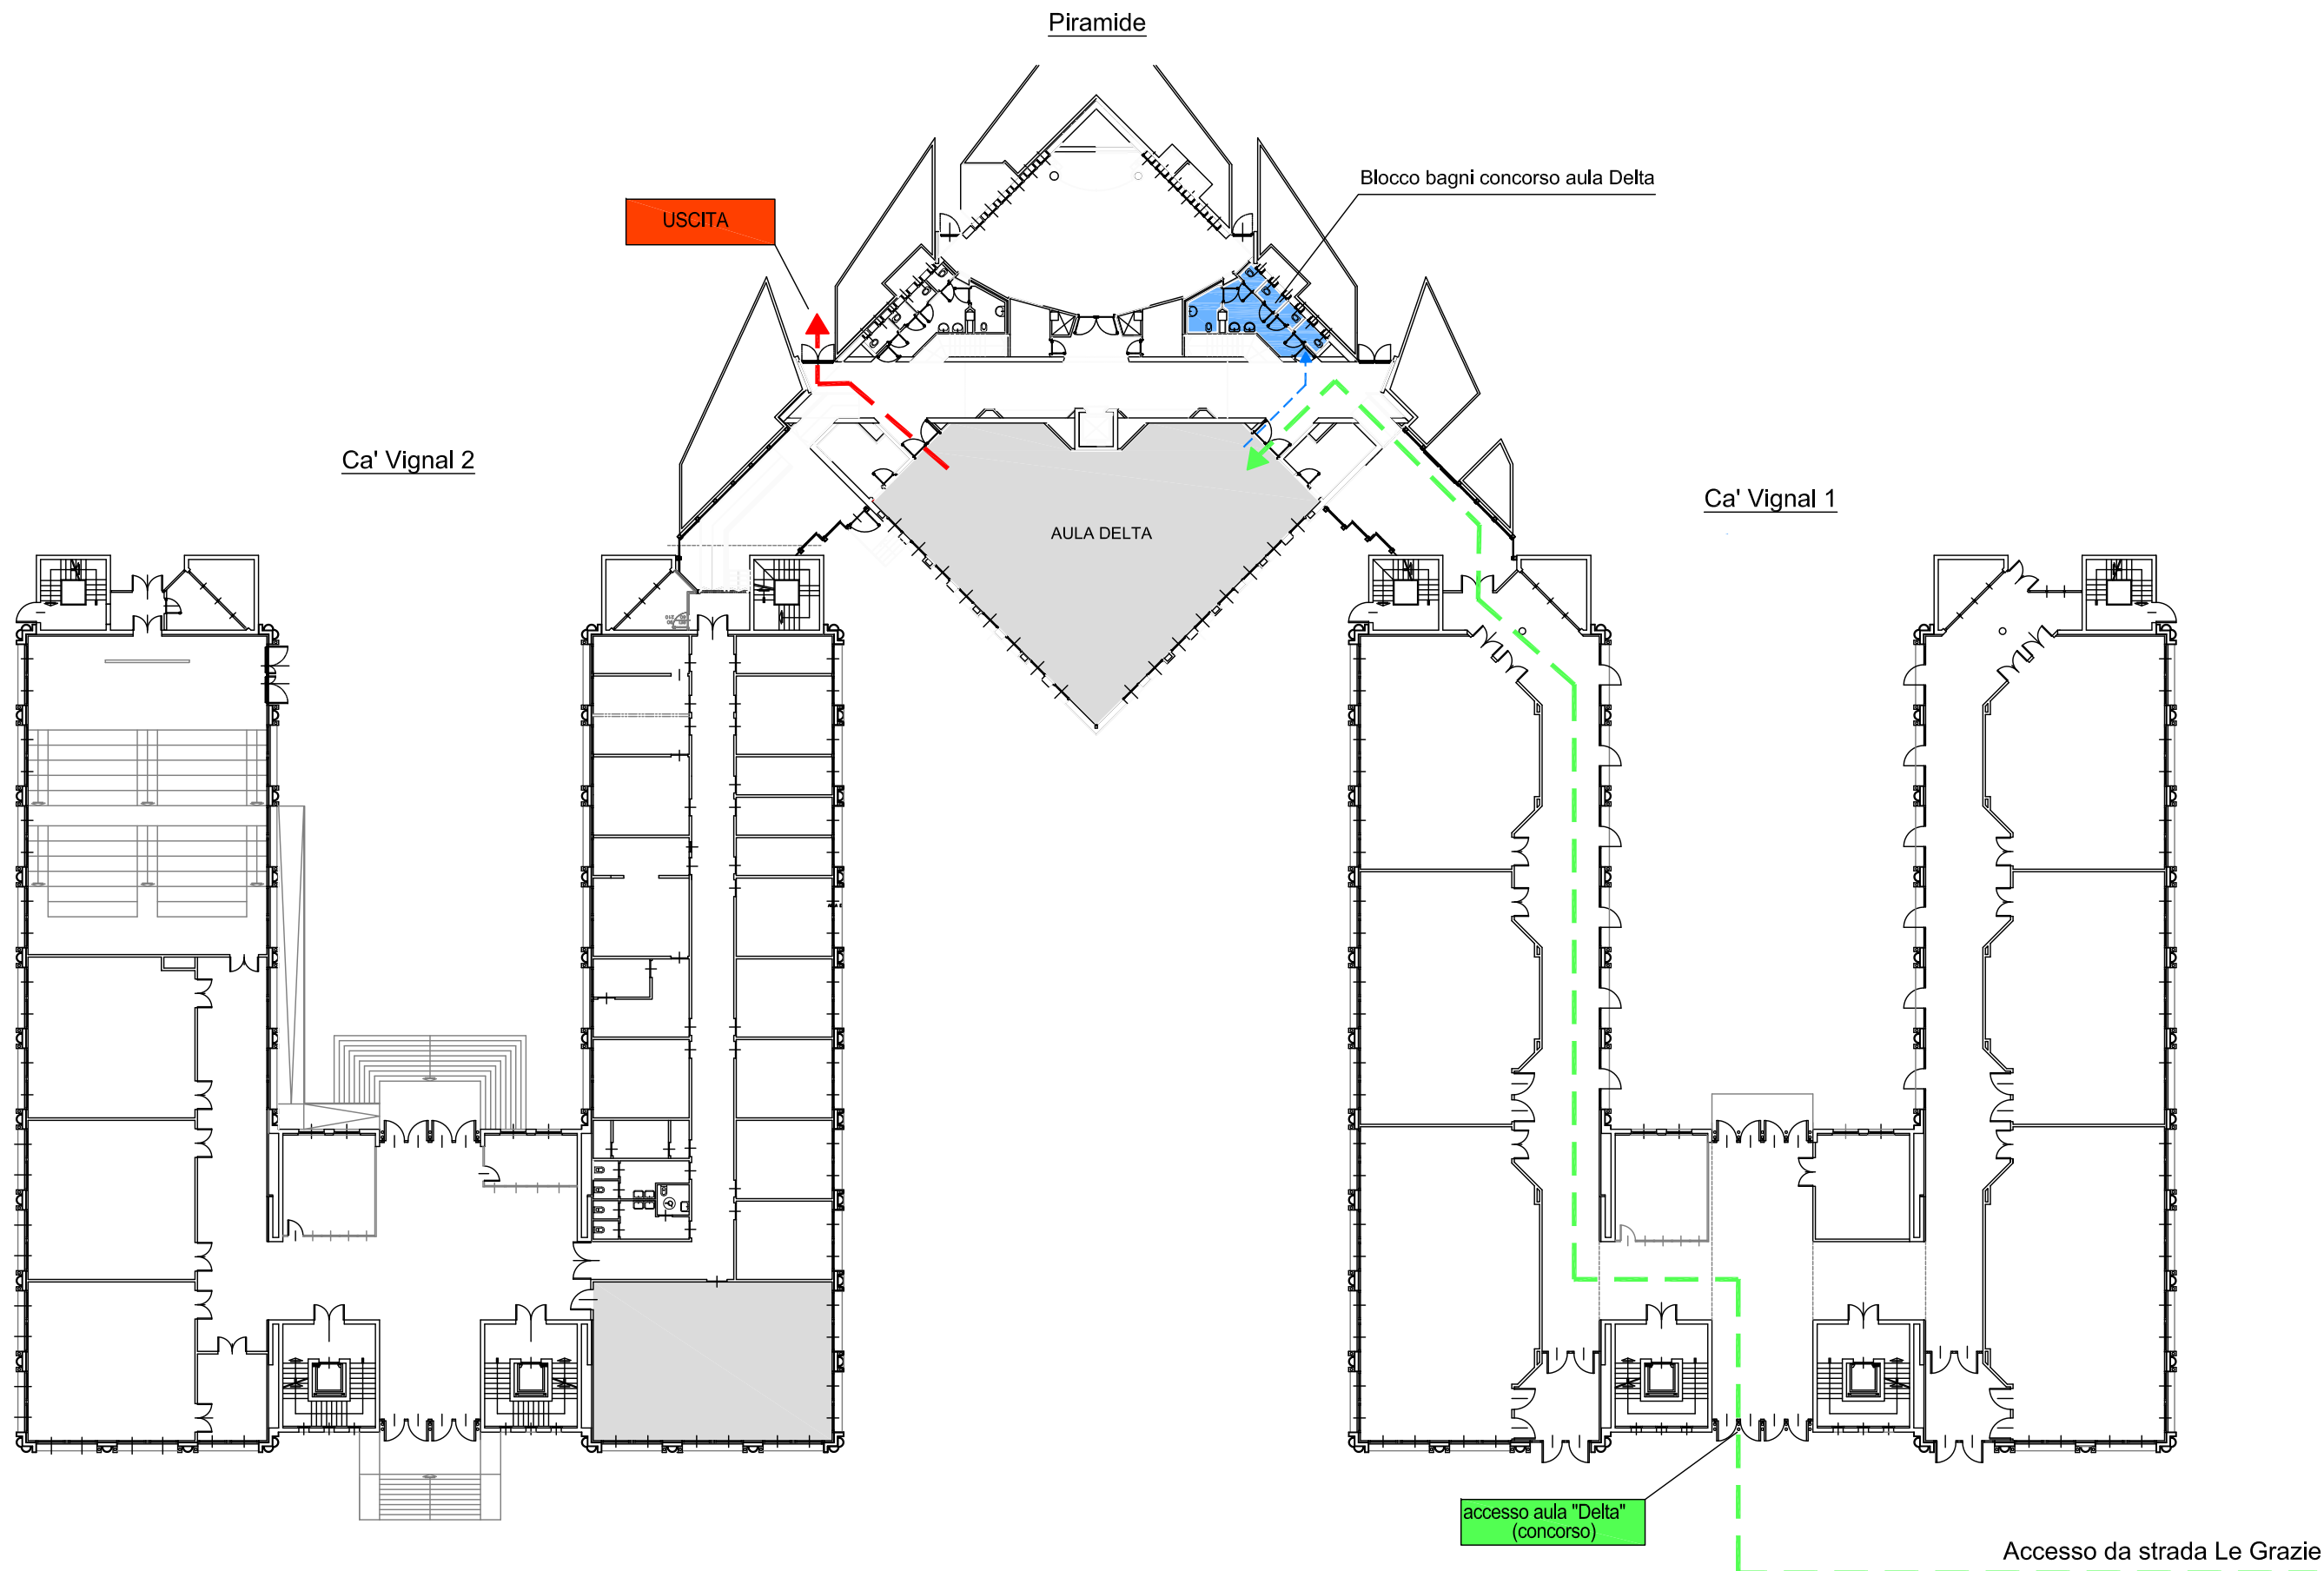 Piramide
Blocco bagni concorso aula Delta
USCITA
Ca' Vignal 2
Ca' Vignal 1
AULA DELTA
accesso aula "Delta"
(concorso)
Accesso da strada Le Grazie